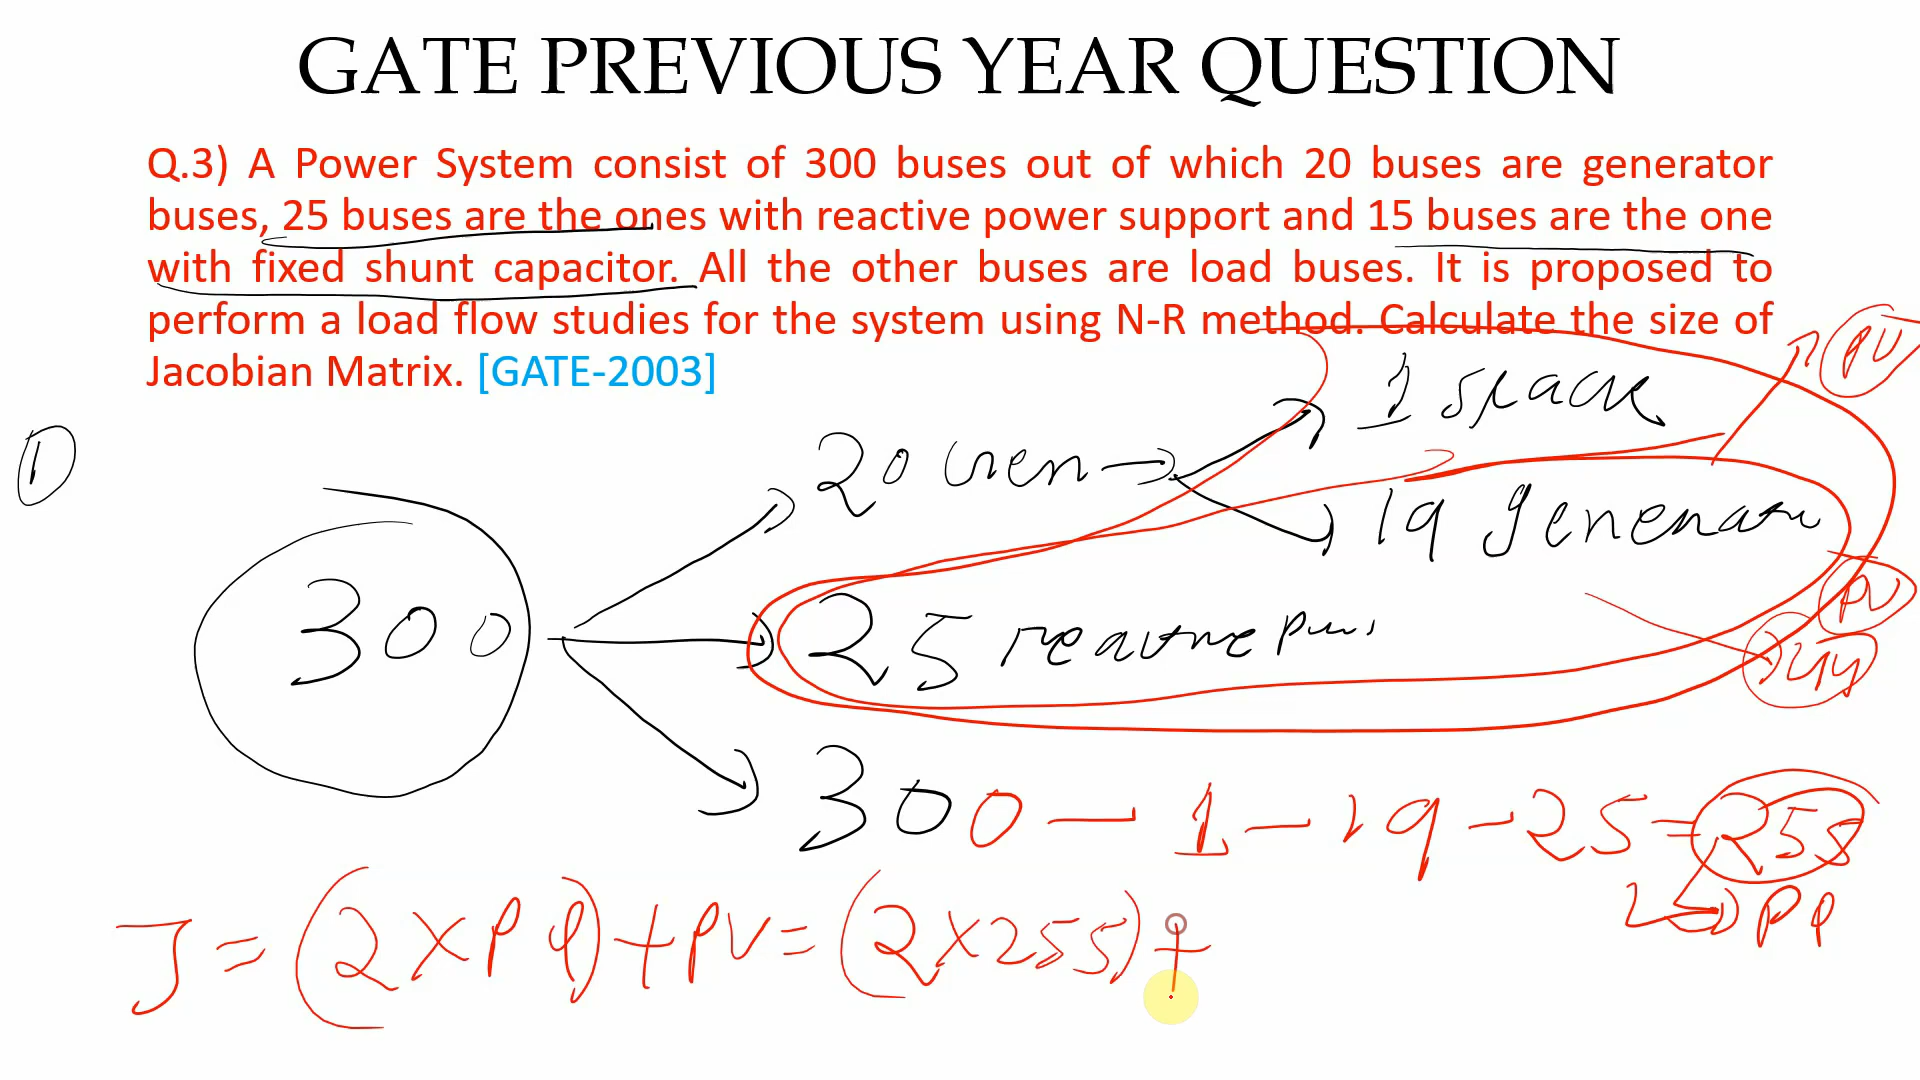 GATE PREVIOUS YEAR QUESTION
Q.3) A Power System consist of 300 buses out of which 20 buses are generator
buses, 25 buses are the ones with reactive power support and 15 buses are the one
with fixed shunt capacitor. All the other buses are load buses. It is proposed to
perform a load flow studies for the system using N-R method. Calculate the size of
Jacobian Matrix. [GATE-2003]
PV
1 slack
1
20 Gen
19 generator
300
PV
25 reactive
44
300 - 1 - 19 - 25 = 255
PQ
J = (2 X PQ) + PV = (2 X 255) +